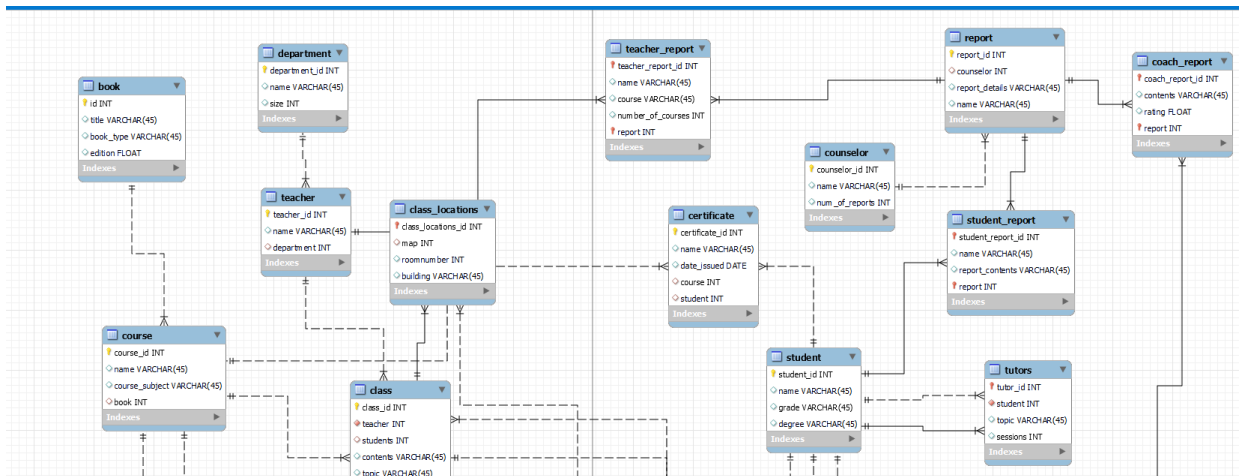 book
id INT
title VARCHAR(45)
book_type VARCHAR(45)
edition FLOAT
Indexes
department
department_id INT
name VARCHAR(45)
size INT
Indexes
teacher
teacher_id INT
name VARCHAR(45)
department INT
Indexes
class_locations
class_locations_id INT
map INT
roomnumber INT
building VARCHAR(45)
Indexes
course
course_id INT
name VARCHAR(45)
course_subject VARCHAR(45)
book INT
Indexes
class
class_id INT
teacher INT
students INT
contents VARCHAR(45)
topic VARCHAR(45)
teacher_report
teacher_report_id INT
name VARCHAR(45)
course VARCHAR(45)
number_of_courses INT
report INT
Indexes
report
report_id INT
counselor INT
report_details VARCHAR(45)
name VARCHAR(45)
Indexes
coach_report
coach_report_id INT
contents VARCHAR(45)
rating FLOAT
report INT
Indexes
counselor
counselor_id INT
name VARCHAR(45)
num_of_reports INT
Indexes
certificate
certificate_id INT
name VARCHAR(45)
date_issued DATE
course INT
student INT
Indexes
student_report
student_report_id INT
name VARCHAR(45)
report_contents VARCHAR(45)
report INT
Indexes
student
student_id INT
name VARCHAR(45)
grade VARCHAR(45)
degree VARCHAR(45)
Indexes
tutors
tutor_id INT
student INT
topic VARCHAR(45)
sessions INT
Indexes